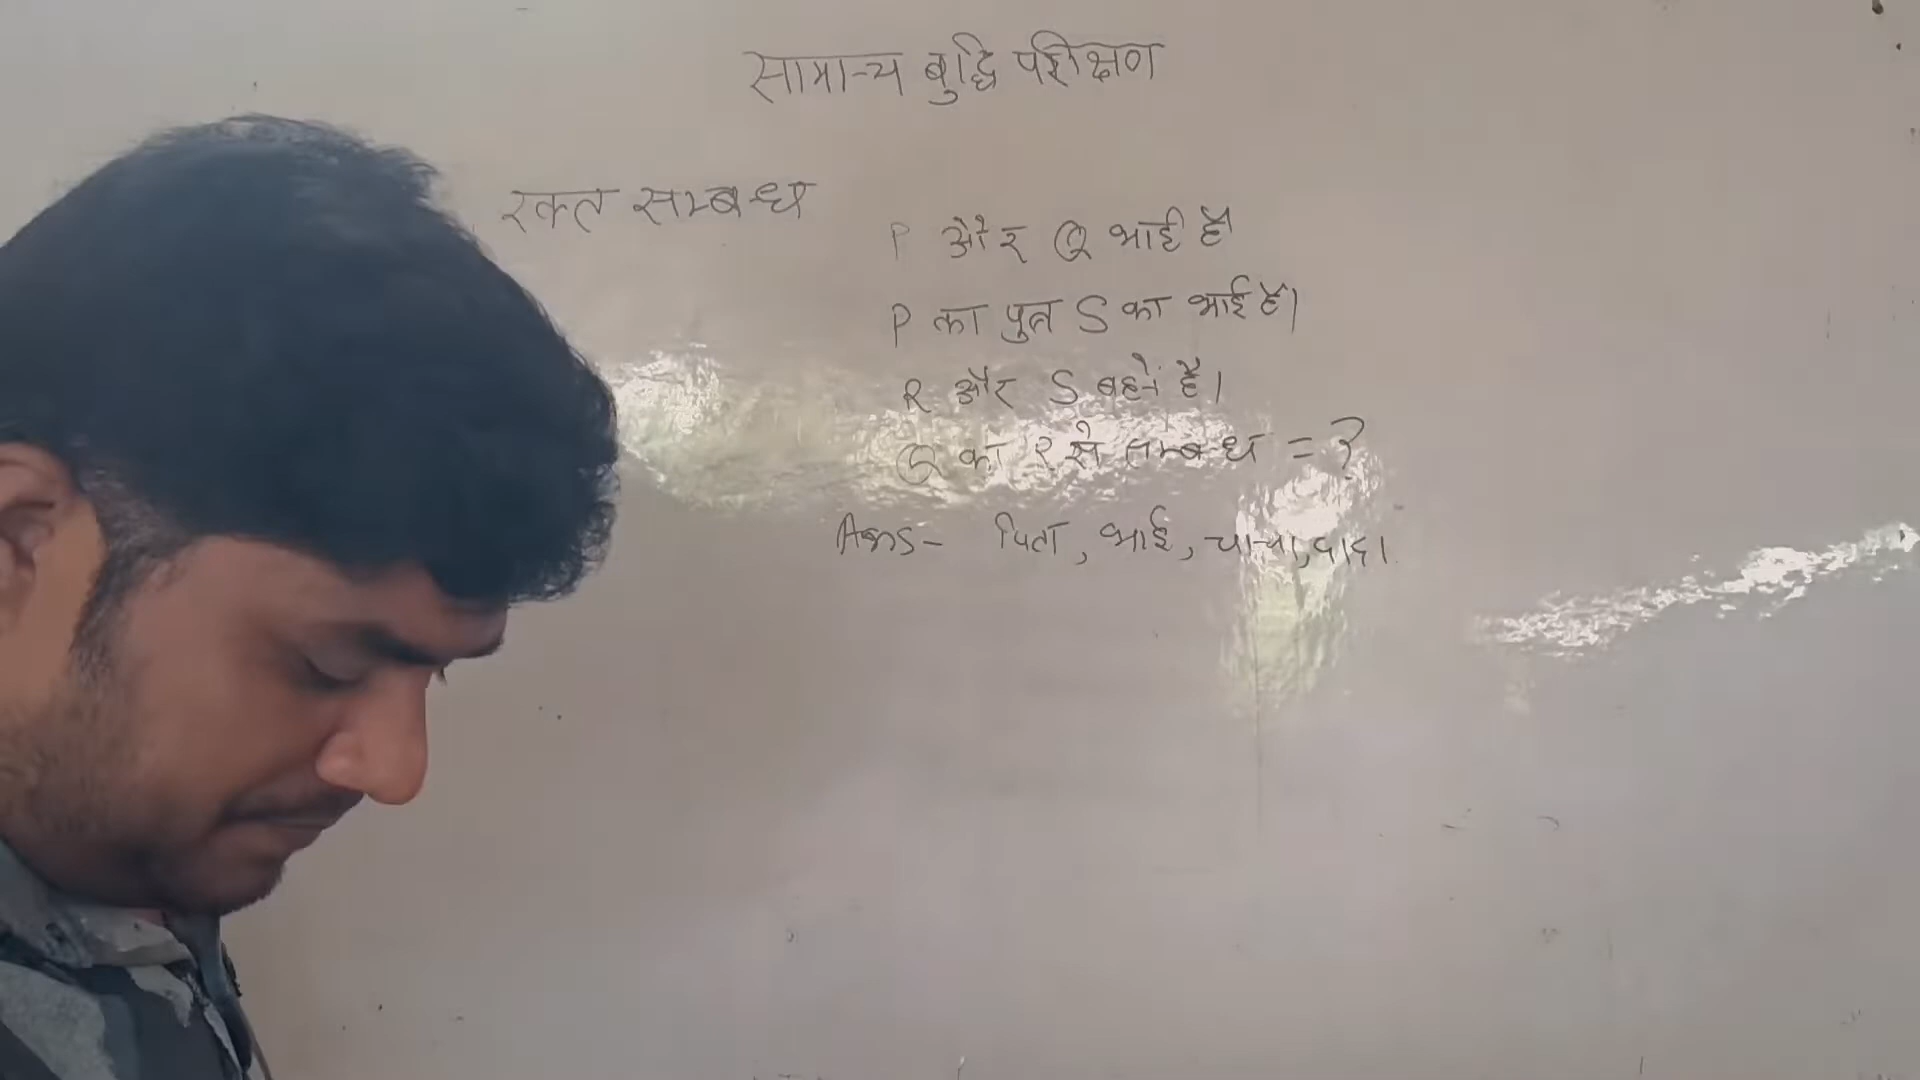 सामान्य बुद्धि परीक्षण
रक्त सम्बन्ध
P और Q भाई हैं।
P का पुत्र S का भाई है।
R और S बहनें हैं।
Q का R से सम्बन्ध = ?
Ans- पिता, भाई, चाचा, दादा